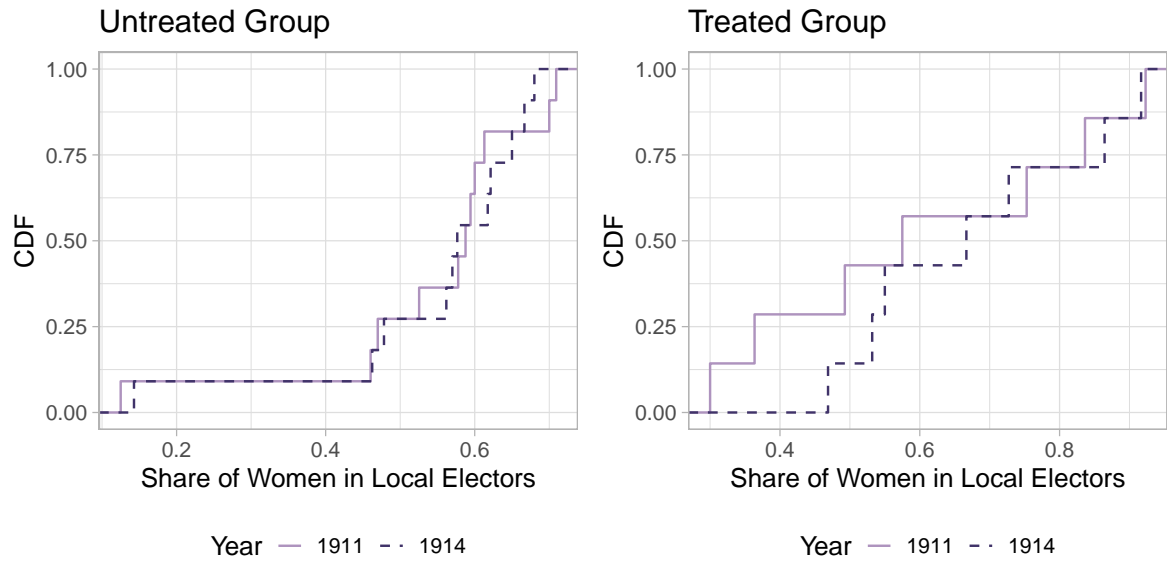 Untreated Group
1.00
0.75
0.50
0.25
0.00
CDF
0.2 0.4 0.6
Share of Women in Local Electors
Year 1911 1914
Treated Group
1.00
0.75
0.50
0.25
0.00
CDF
0.4 0.6 0.8
Share of Women in Local Electors
Year 1911 1914